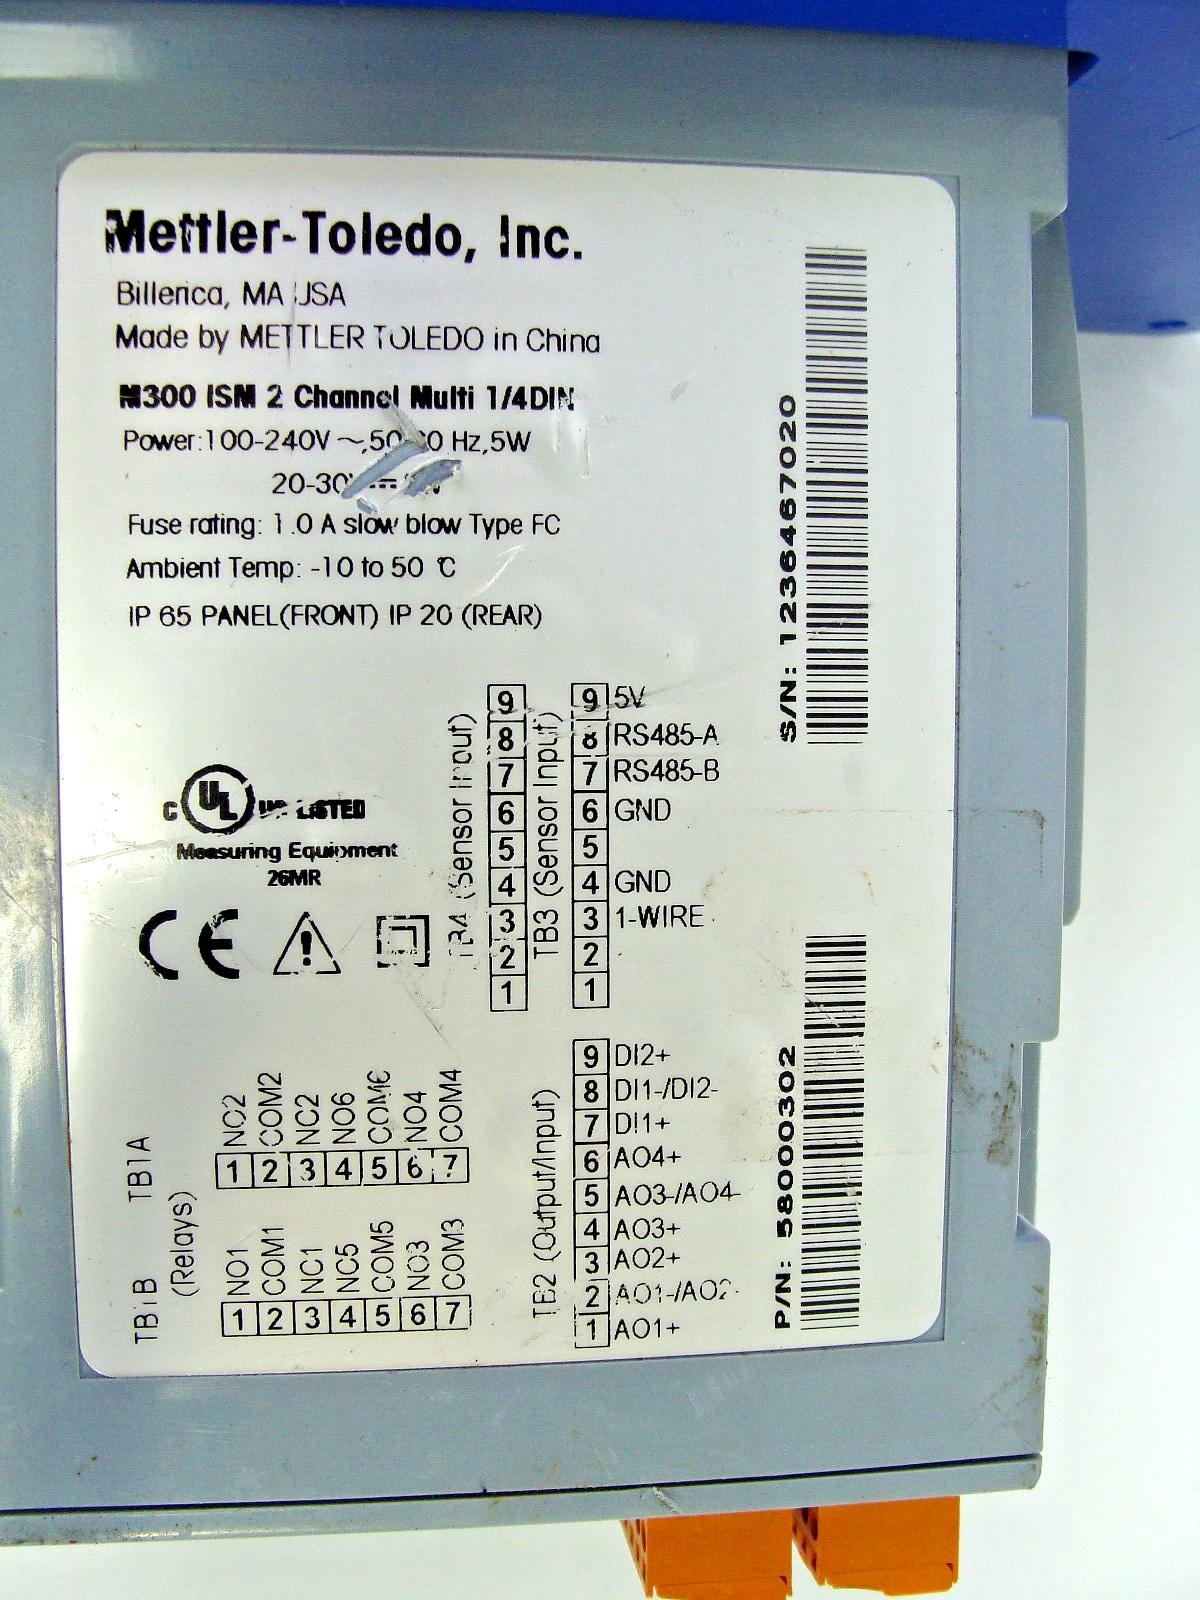 Mettler-Toledo, Inc.
Billerica, MA USA
Made by METTLER TOLEDO in China
M300 ISM 2 Channel Multi 1/4DIN
Power:100-240V ~,50-60 Hz,5W
20-30V
Fuse rating: 1.0 A slow blow Type FC
Ambient Temp: -10 to 50 ℃
IP 65 PANEL(FRONT) IP 20 (REAR)
C UL US LISTED
Measuring Equipment
26MR
CE
TB4 (Sensor Input)
9
8
7
6
5
4
3
2
1
TB3 (Sensor Input)
9 5V
8 RS485-A
7 RS485-B
6 GND
5
4 GND
3 1-WIRE
2
1
TB1A
NO2 COM2 NC2 NO6 COM6 NO4 COM4
1 2 3 4 5 6 7
(Relays)
TB1B
NO1 COM1 NC1 NC5 COM5 NO3 COM3
1 2 3 4 5 6 7
TB2 (Output/Input)
9 DI2+
8 DI1-/DI2-
7 DI1+
6 AO4+
5 AO3-/AO4-
4 AO3+
3 AO2+
2 AO1-/AO2-
1 AO1+
S/N: 1236467020
P/N: 58000302